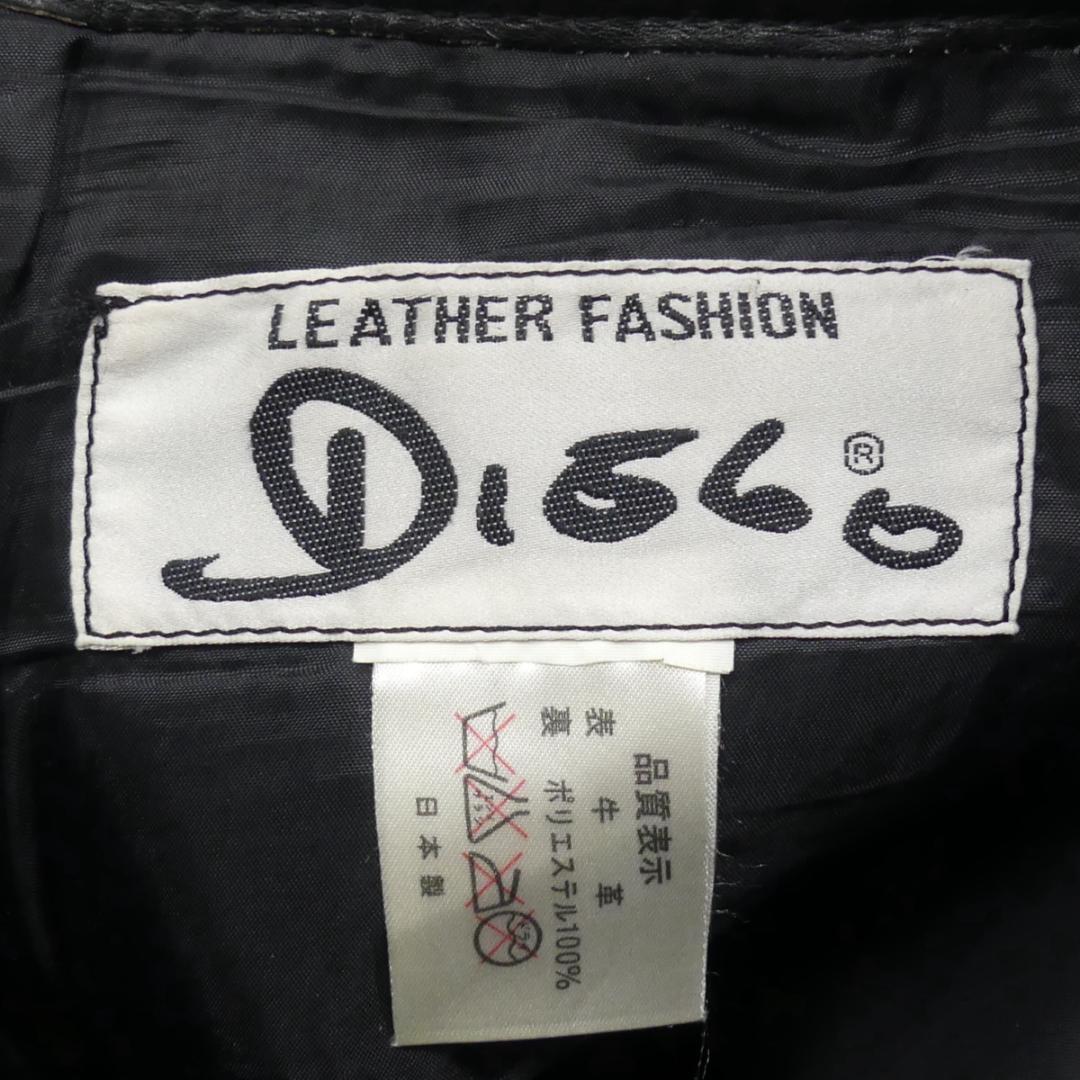 LEATHER FASHION
Diego
®
品質表示
表 牛革
裏 ポリエステル100%
日本製